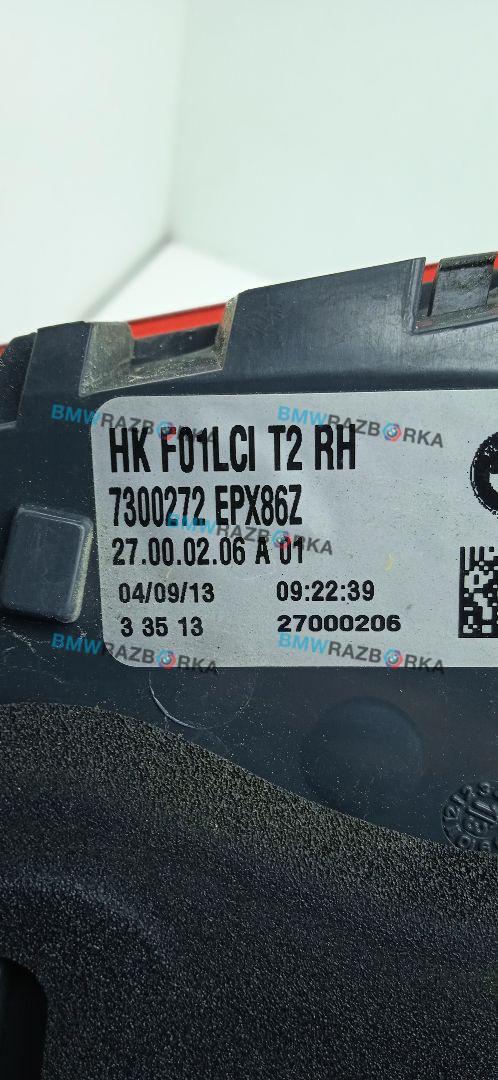 BMWRAZBORKA BMWRAZBORKA
HK F01LCI T2 RH
7300272 EPX86Z
BMWRAZBORKA
27.00.02.06 A 01
04/09/13 09:22:39
3 35 13 27000206
BMWRAZBORKA BMWRAZBORKA